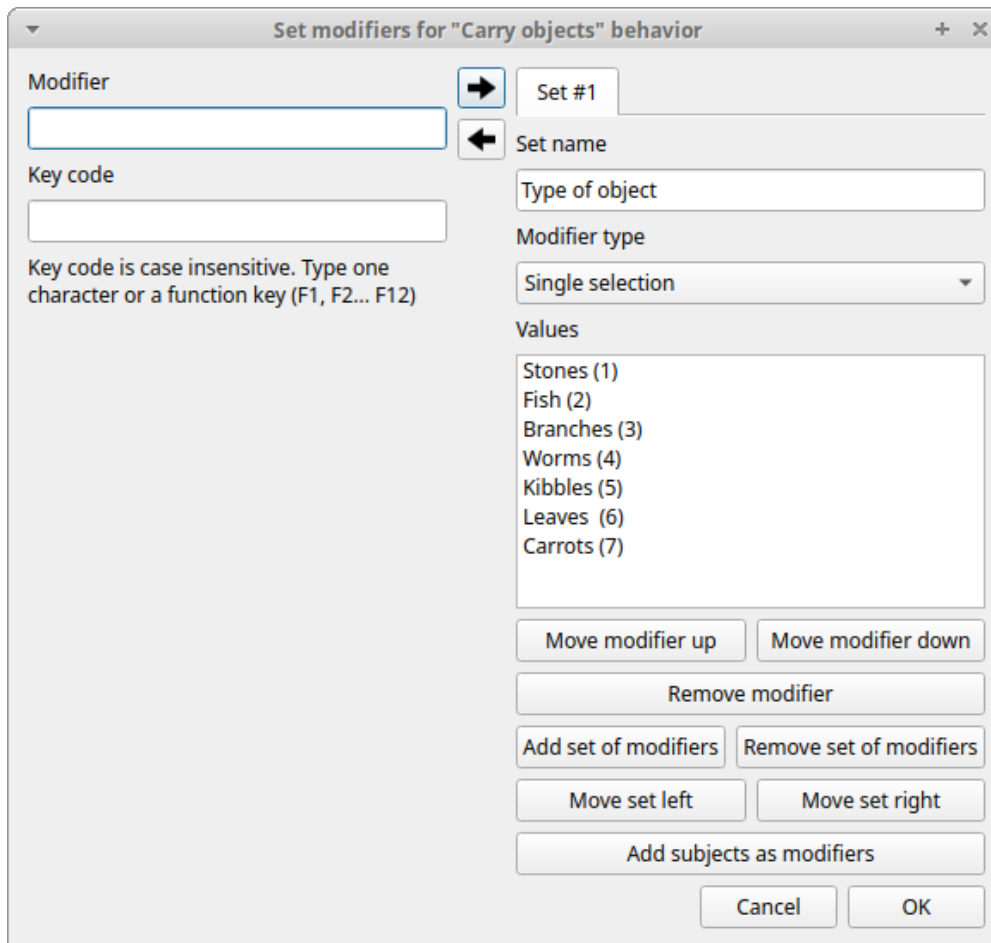 Set modifiers for "Carry objects" behavior
Modifier
Key code
Key code is case insensitive. Type one
character or a function key (F1, F2... F12)
Set #1
Set name
Type of object
Modifier type
Single selection
Values
Stones (1)
Fish (2)
Branches (3)
Worms (4)
Kibbles (5)
Leaves  (6)
Carrots (7)
Move modifier up
Move modifier down
Remove modifier
Add set of modifiers
Remove set of modifiers
Move set left
Move set right
Add subjects as modifiers
Cancel
OK